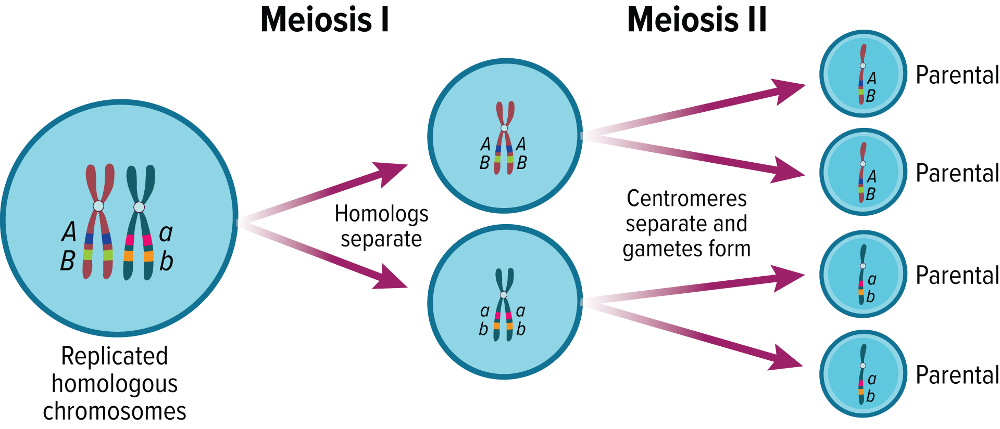 Meiosis I
Meiosis II
A
B
a
b
Replicated
homologous
chromosomes
Homologs
separate
A A
B B
a a
b b
Centromeres
separate and
gametes form
A
B
Parental
A
B
Parental
a
b
Parental
a
b
Parental